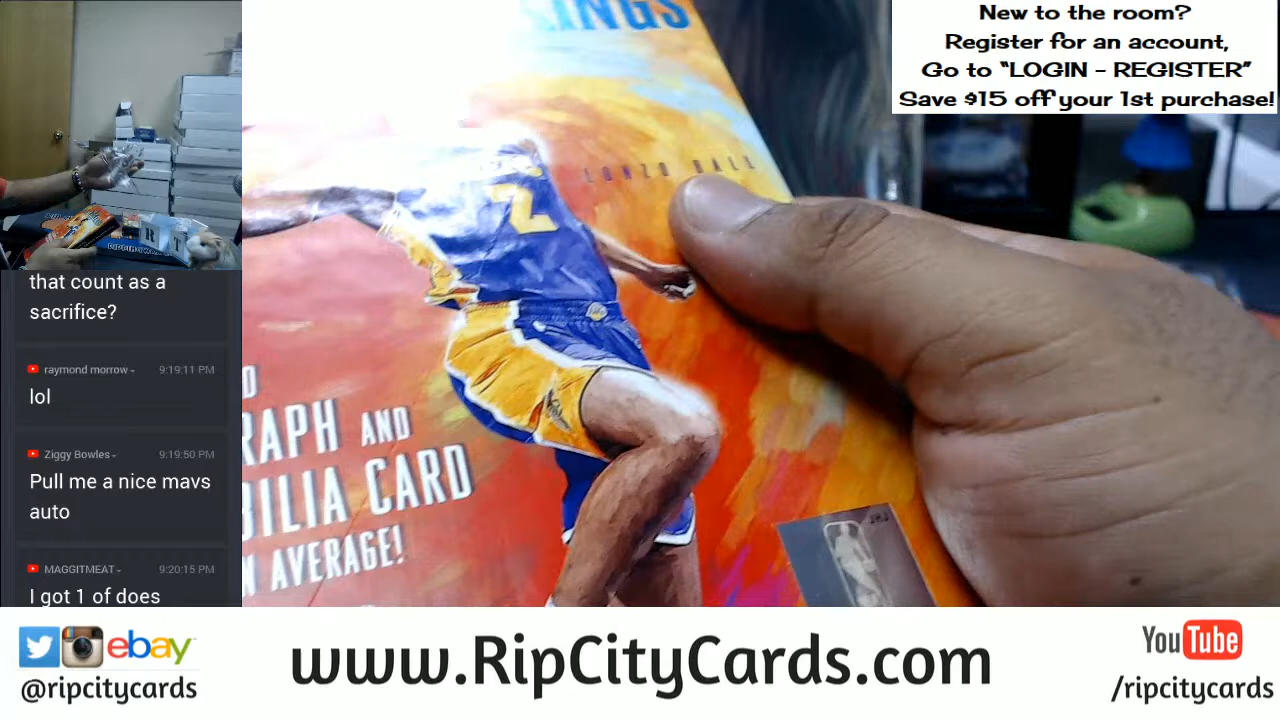 New to the room?
Register for an account,
Go to "LOGIN - REGISTER"
Save $15 off your 1st purchase!
INGS
LONZO BALL
2
RAPH AND
BILIA CARD
N AVERAGE!
that count as a
sacrifice?
raymond morrow
9:19:11 PM
lol
Ziggy Bowles
9:19:50 PM
Pull me a nice mavs
auto
MAGGITMEAT
9:20:15 PM
I got 1 of does
ebay
@ripcitycards
www.RipCityCards.com
YouTube
/ripcitycards